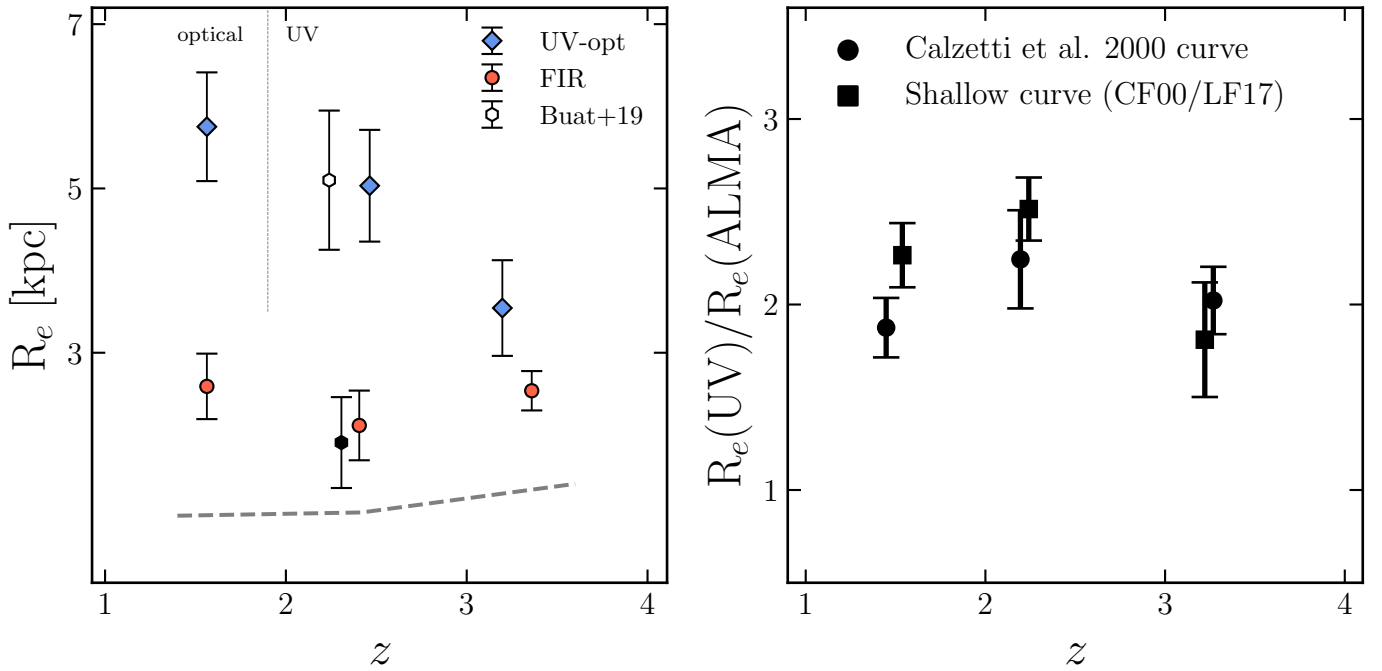 optical UV
UV-opt
FIR
Buat+19
7
5
3
R_e [kpc]
1 2 3 4
z
Calzetti et al. 2000 curve
Shallow curve (CF00/LF17)
3
2
1
R_e(UV)/R_e(ALMA)
1 2 3 4
z